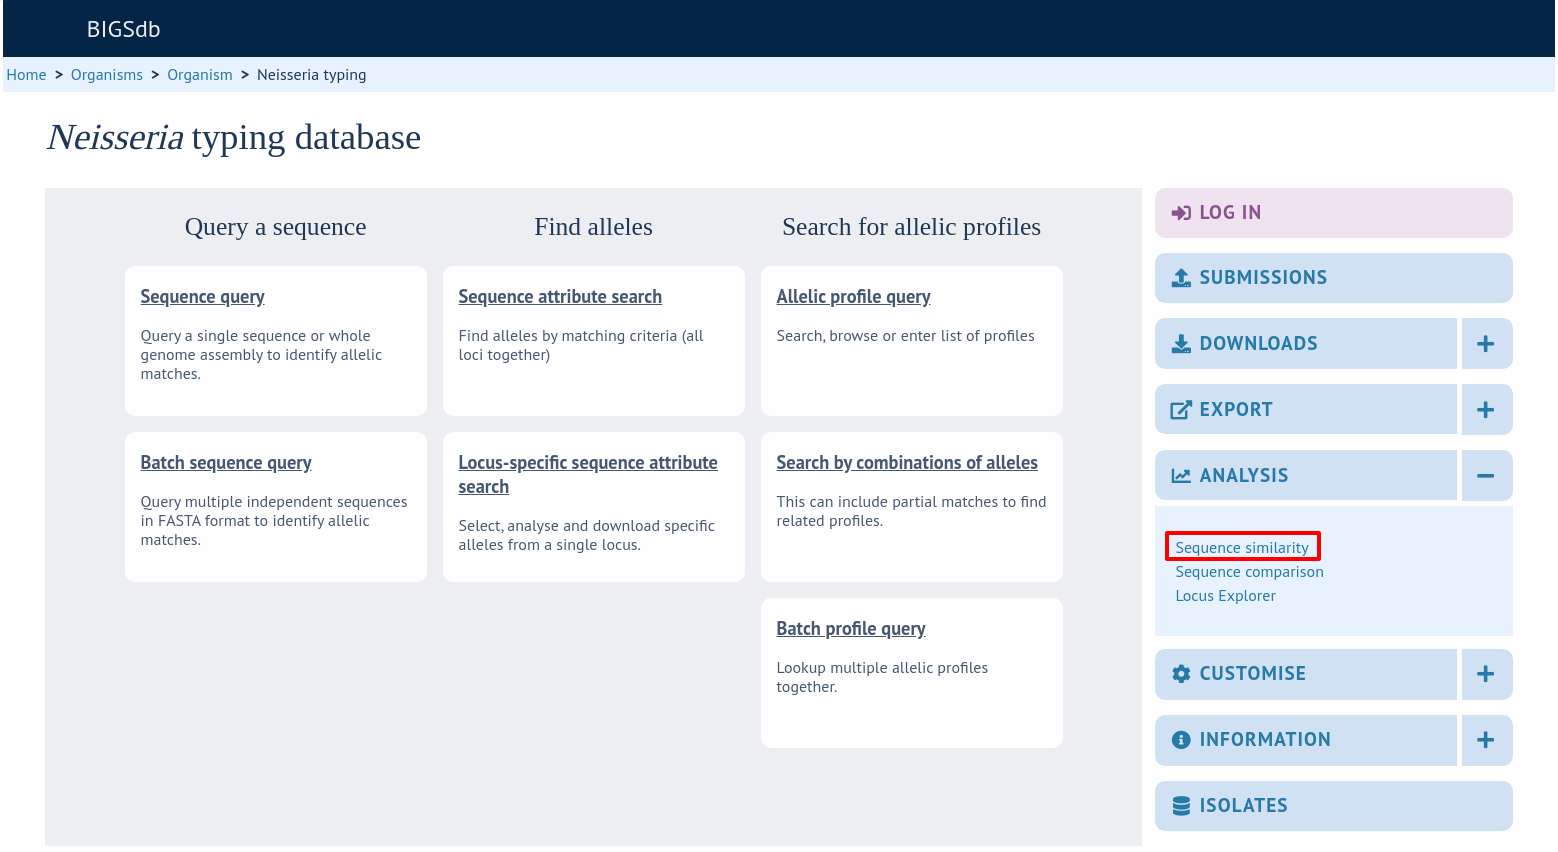 BIGSdb
Home > Organisms > Organism > Neisseria typing
Neisseria typing database
Query a sequence
Sequence query
Query a single sequence or whole
genome assembly to identify allelic
matches.
Batch sequence query
Query multiple independent sequences
in FASTA format to identify allelic
matches.
Find alleles
Sequence attribute search
Find alleles by matching criteria (all
loci together)
Locus-specific sequence attribute
search
Select, analyse and download specific
alleles from a single locus.
Search for allelic profiles
Allelic profile query
Search, browse or enter list of profiles
Search by combinations of alleles
This can include partial matches to find
related profiles.
Batch profile query
Lookup multiple allelic profiles
together.
LOG IN
SUBMISSIONS
DOWNLOADS
EXPORT
ANALYSIS
Sequence similarity
Sequence comparison
Locus Explorer
CUSTOMISE
INFORMATION
ISOLATES